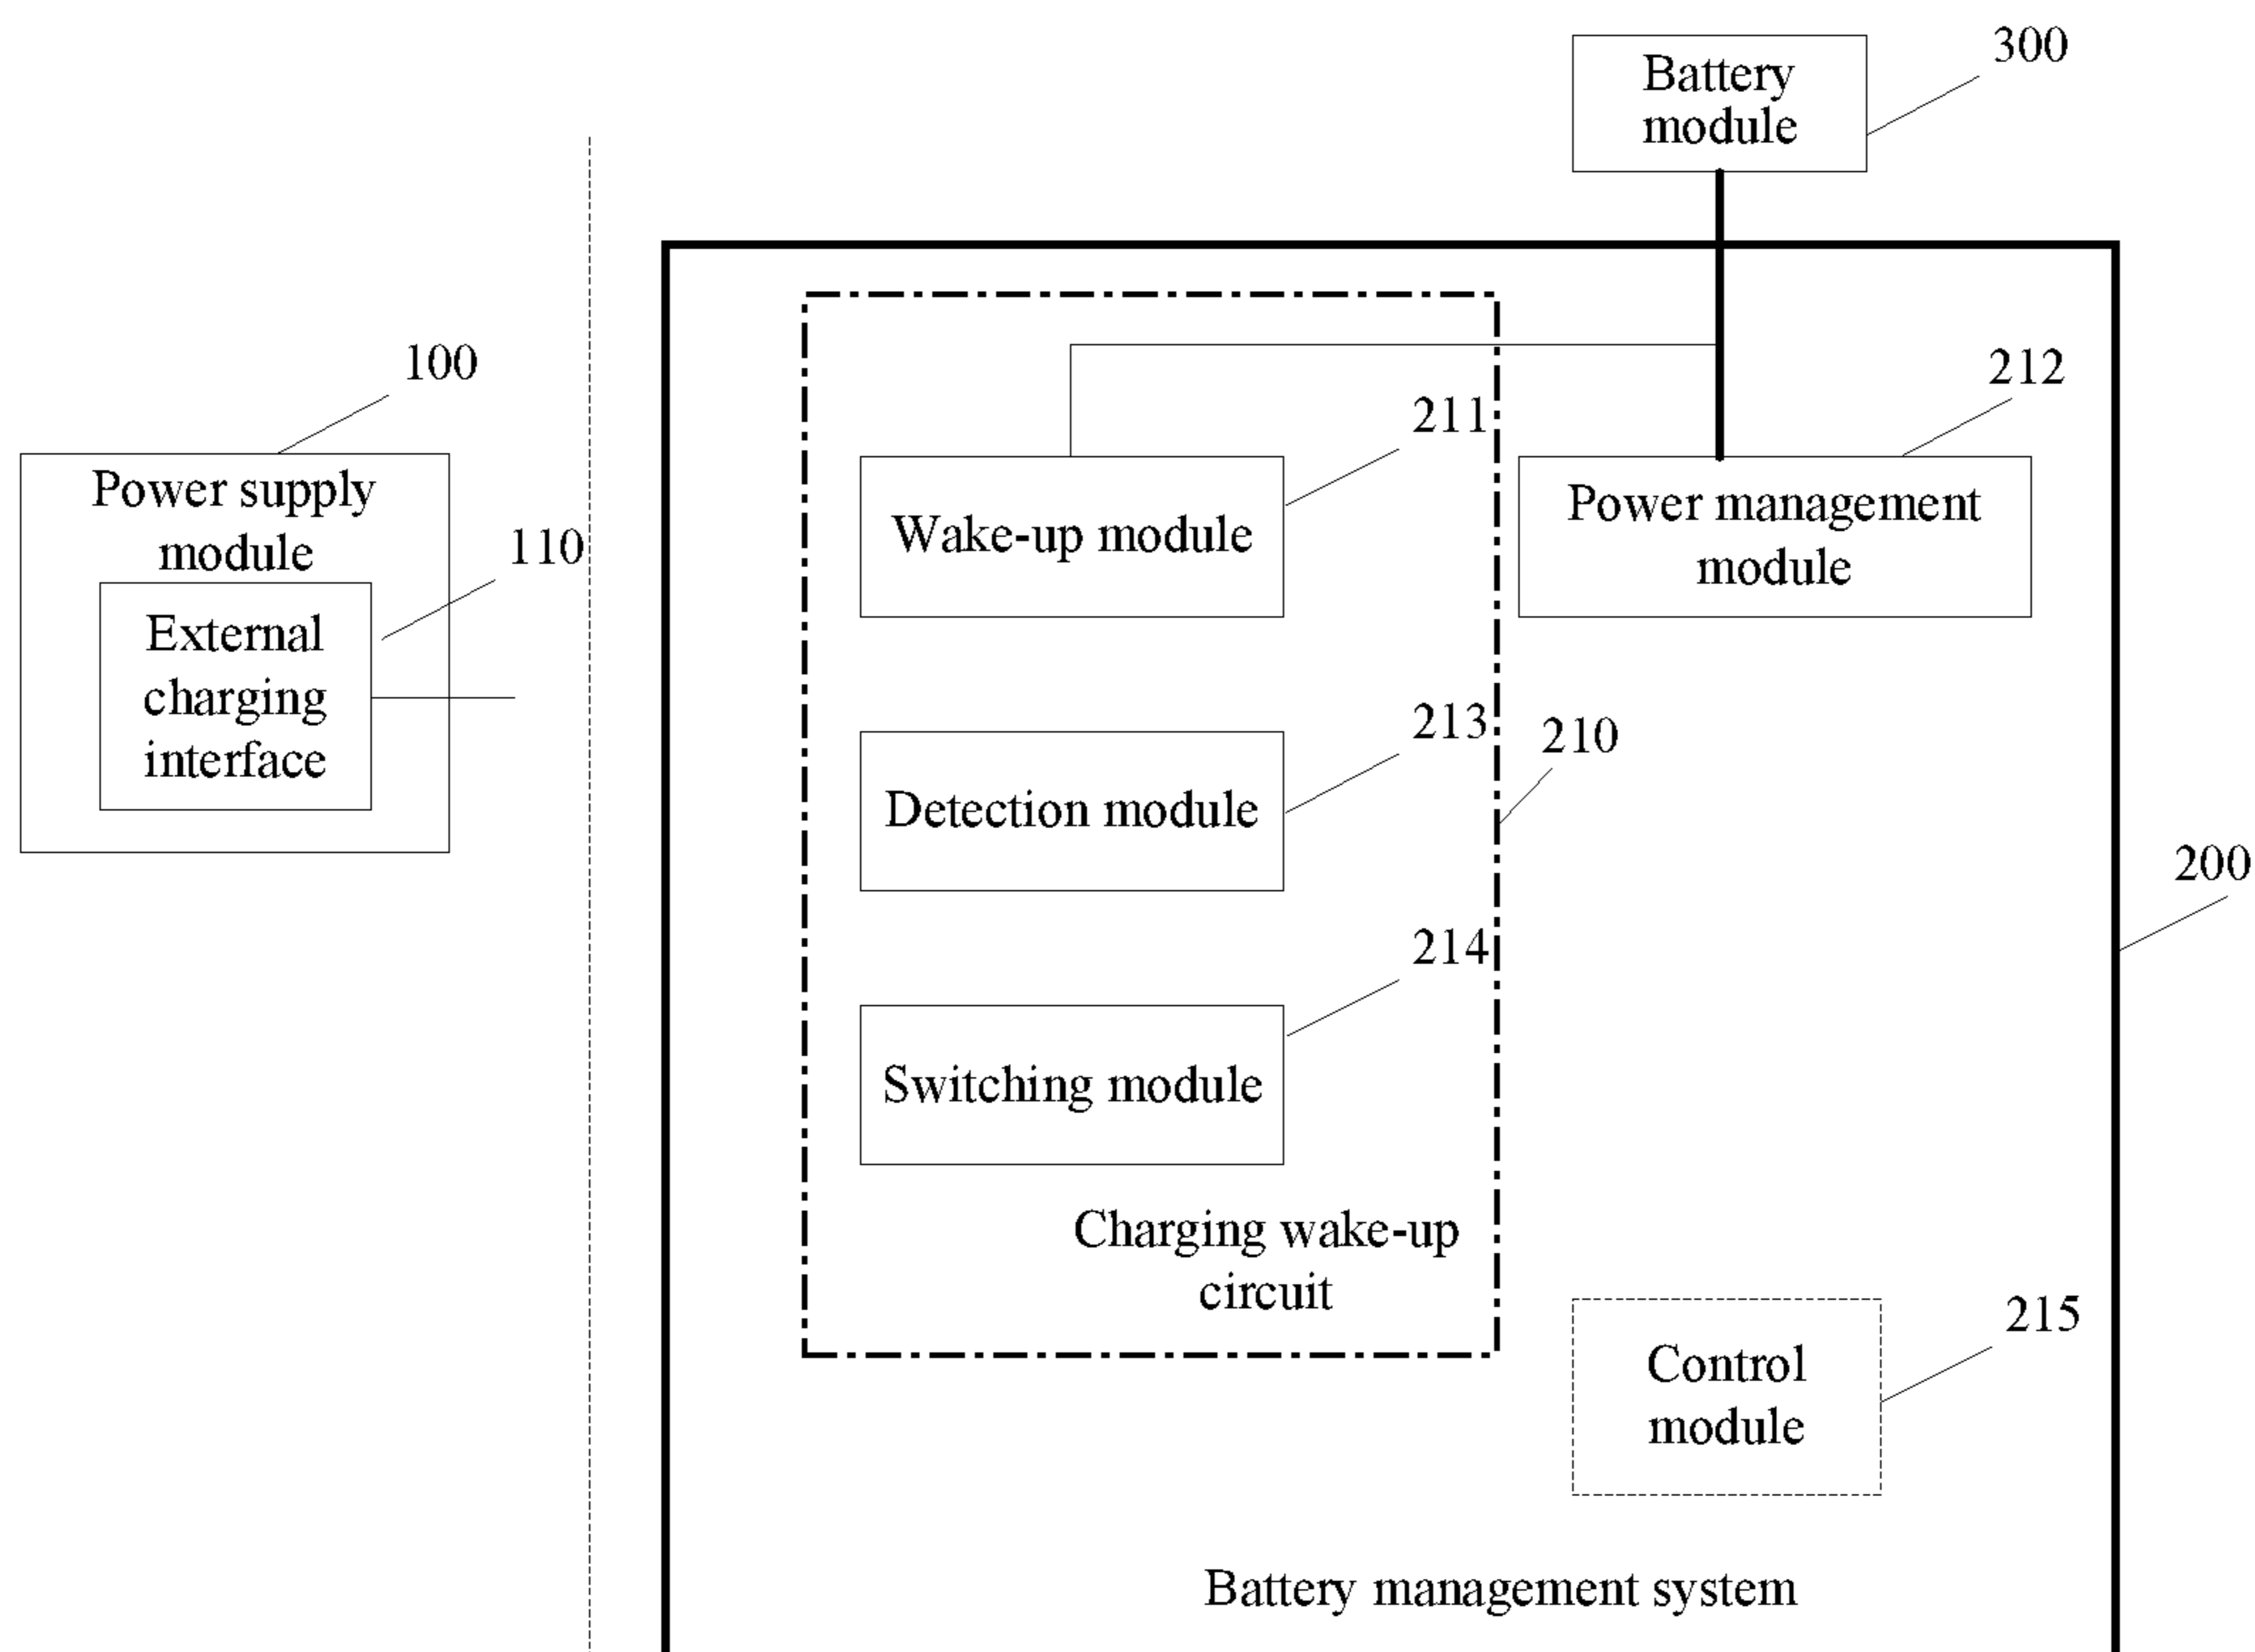 Battery
module
300
100
Power supply
module
110
External
charging
interface
211
Wake-up module
212
Power management
module
213
Detection module
210
214
Switching module
200
Charging wake-up
circuit
215
Control
module
Battery management system